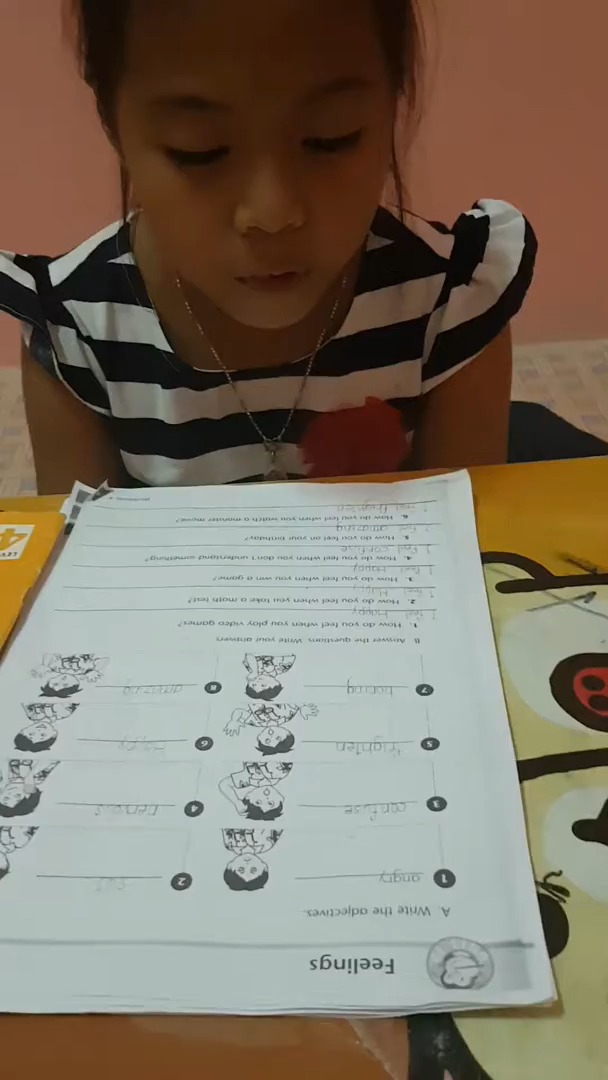 Feelings
A. Write the adjectives.
1 angry
2
3 confuse
4 nervous
5 frighten
6 Happy
7 boring
8 amazing
B Answer the questions. Write your answers.
1. How do you feel when you play video games?
I feel Happy
2. How do you feel when you take a math test?
I feel
3. How do you feel when you win a game?
I feel Happy
4. How do you feel when you don't understand something?
I feel confuse
5. How do you feel on your birthday?
I feel amazing
6. How do you feel when you watch a monster movie?
I feel frighten
LEVEL
4